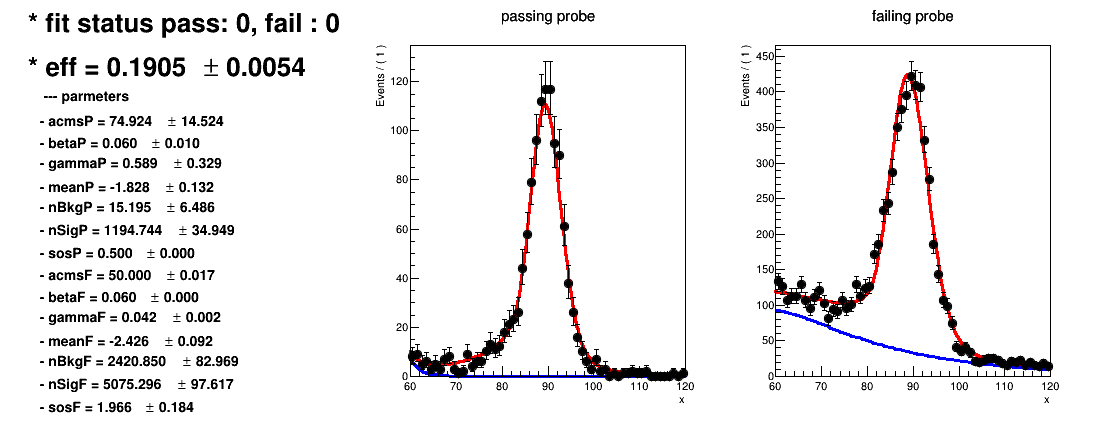 * fit status pass: 0, fail : 0
* eff = 0.1905 ± 0.0054
--- parmeters
- acmsP = 74.924 ± 14.524
- betaP = 0.060 ± 0.010
- gammaP = 0.589 ± 0.329
- meanP = -1.828 ± 0.132
- nBkgP = 15.195 ± 6.486
- nSigP = 1194.744 ± 34.949
- sosP = 0.500 ± 0.000
- acmsF = 50.000 ± 0.017
- betaF = 0.060 ± 0.000
- gammaF = 0.042 ± 0.002
- meanF = -2.426 ± 0.092
- nBkgF = 2420.850 ± 82.969
- nSigF = 5075.296 ± 97.617
- sosF = 1.966 ± 0.184
passing probe
Events / ( 1 )
120
100
80
60
40
20
0
60 70 80 90 100 110 120
x
failing probe
Events / ( 1 )
450
400
350
300
250
200
150
100
50
0
60 70 80 90 100 110 120
x